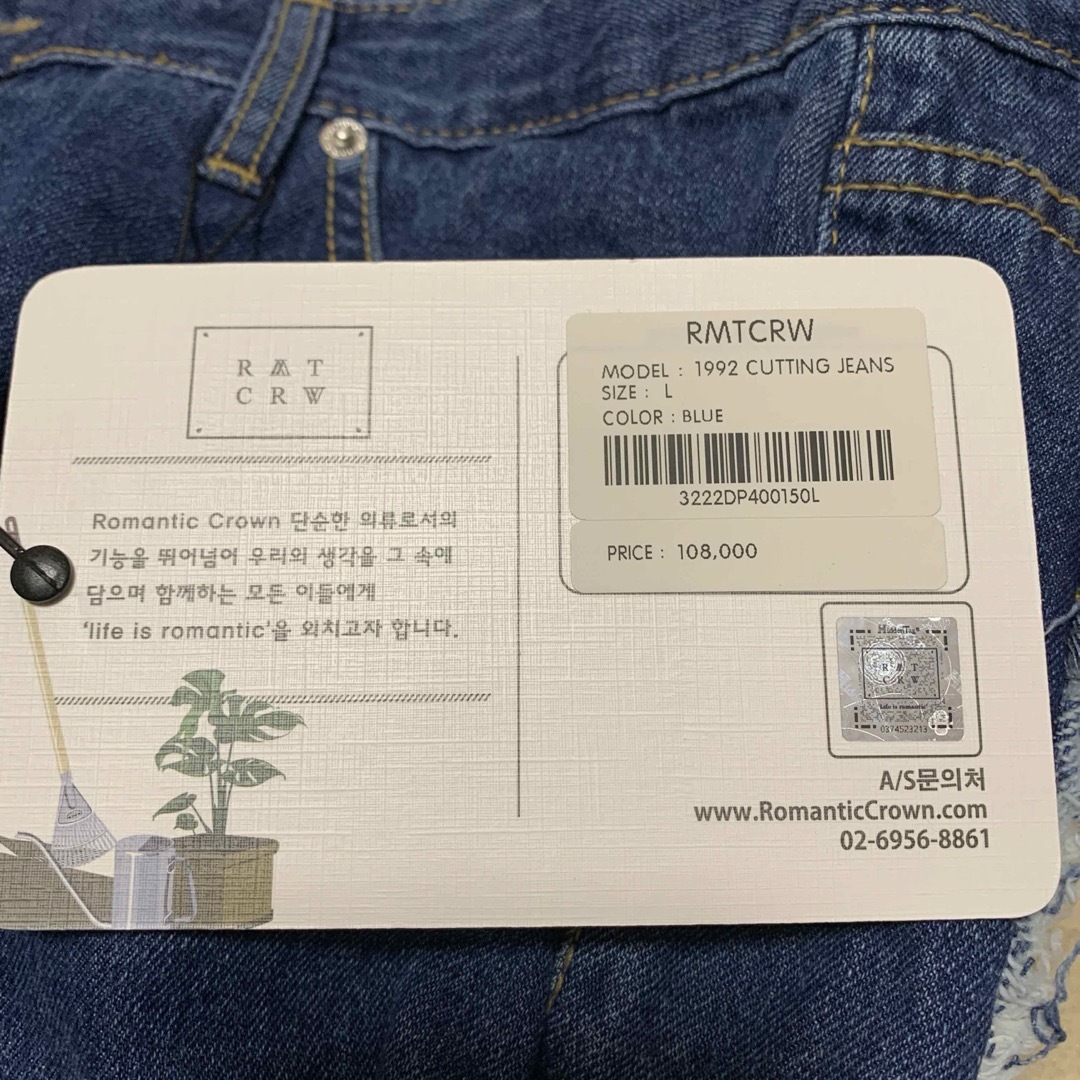 R M T
C R W
Romantic Crown 단순한 의류로서의
기능을 뛰어넘어 우리의 생각을 그 속에
담으며 함께하는 모든 이들에게
'life is romantic'을 외치고자 합니다.
RMTCRW
MODEL : 1992 CUTTING JEANS
SIZE : L
COLOR : BLUE
3222DP400150L
PRICE : 108,000
HiddenTag®
R M T
C R W
'life is romantic'
0374523213
A/S문의처
www.RomanticCrown.com
02-6956-8861